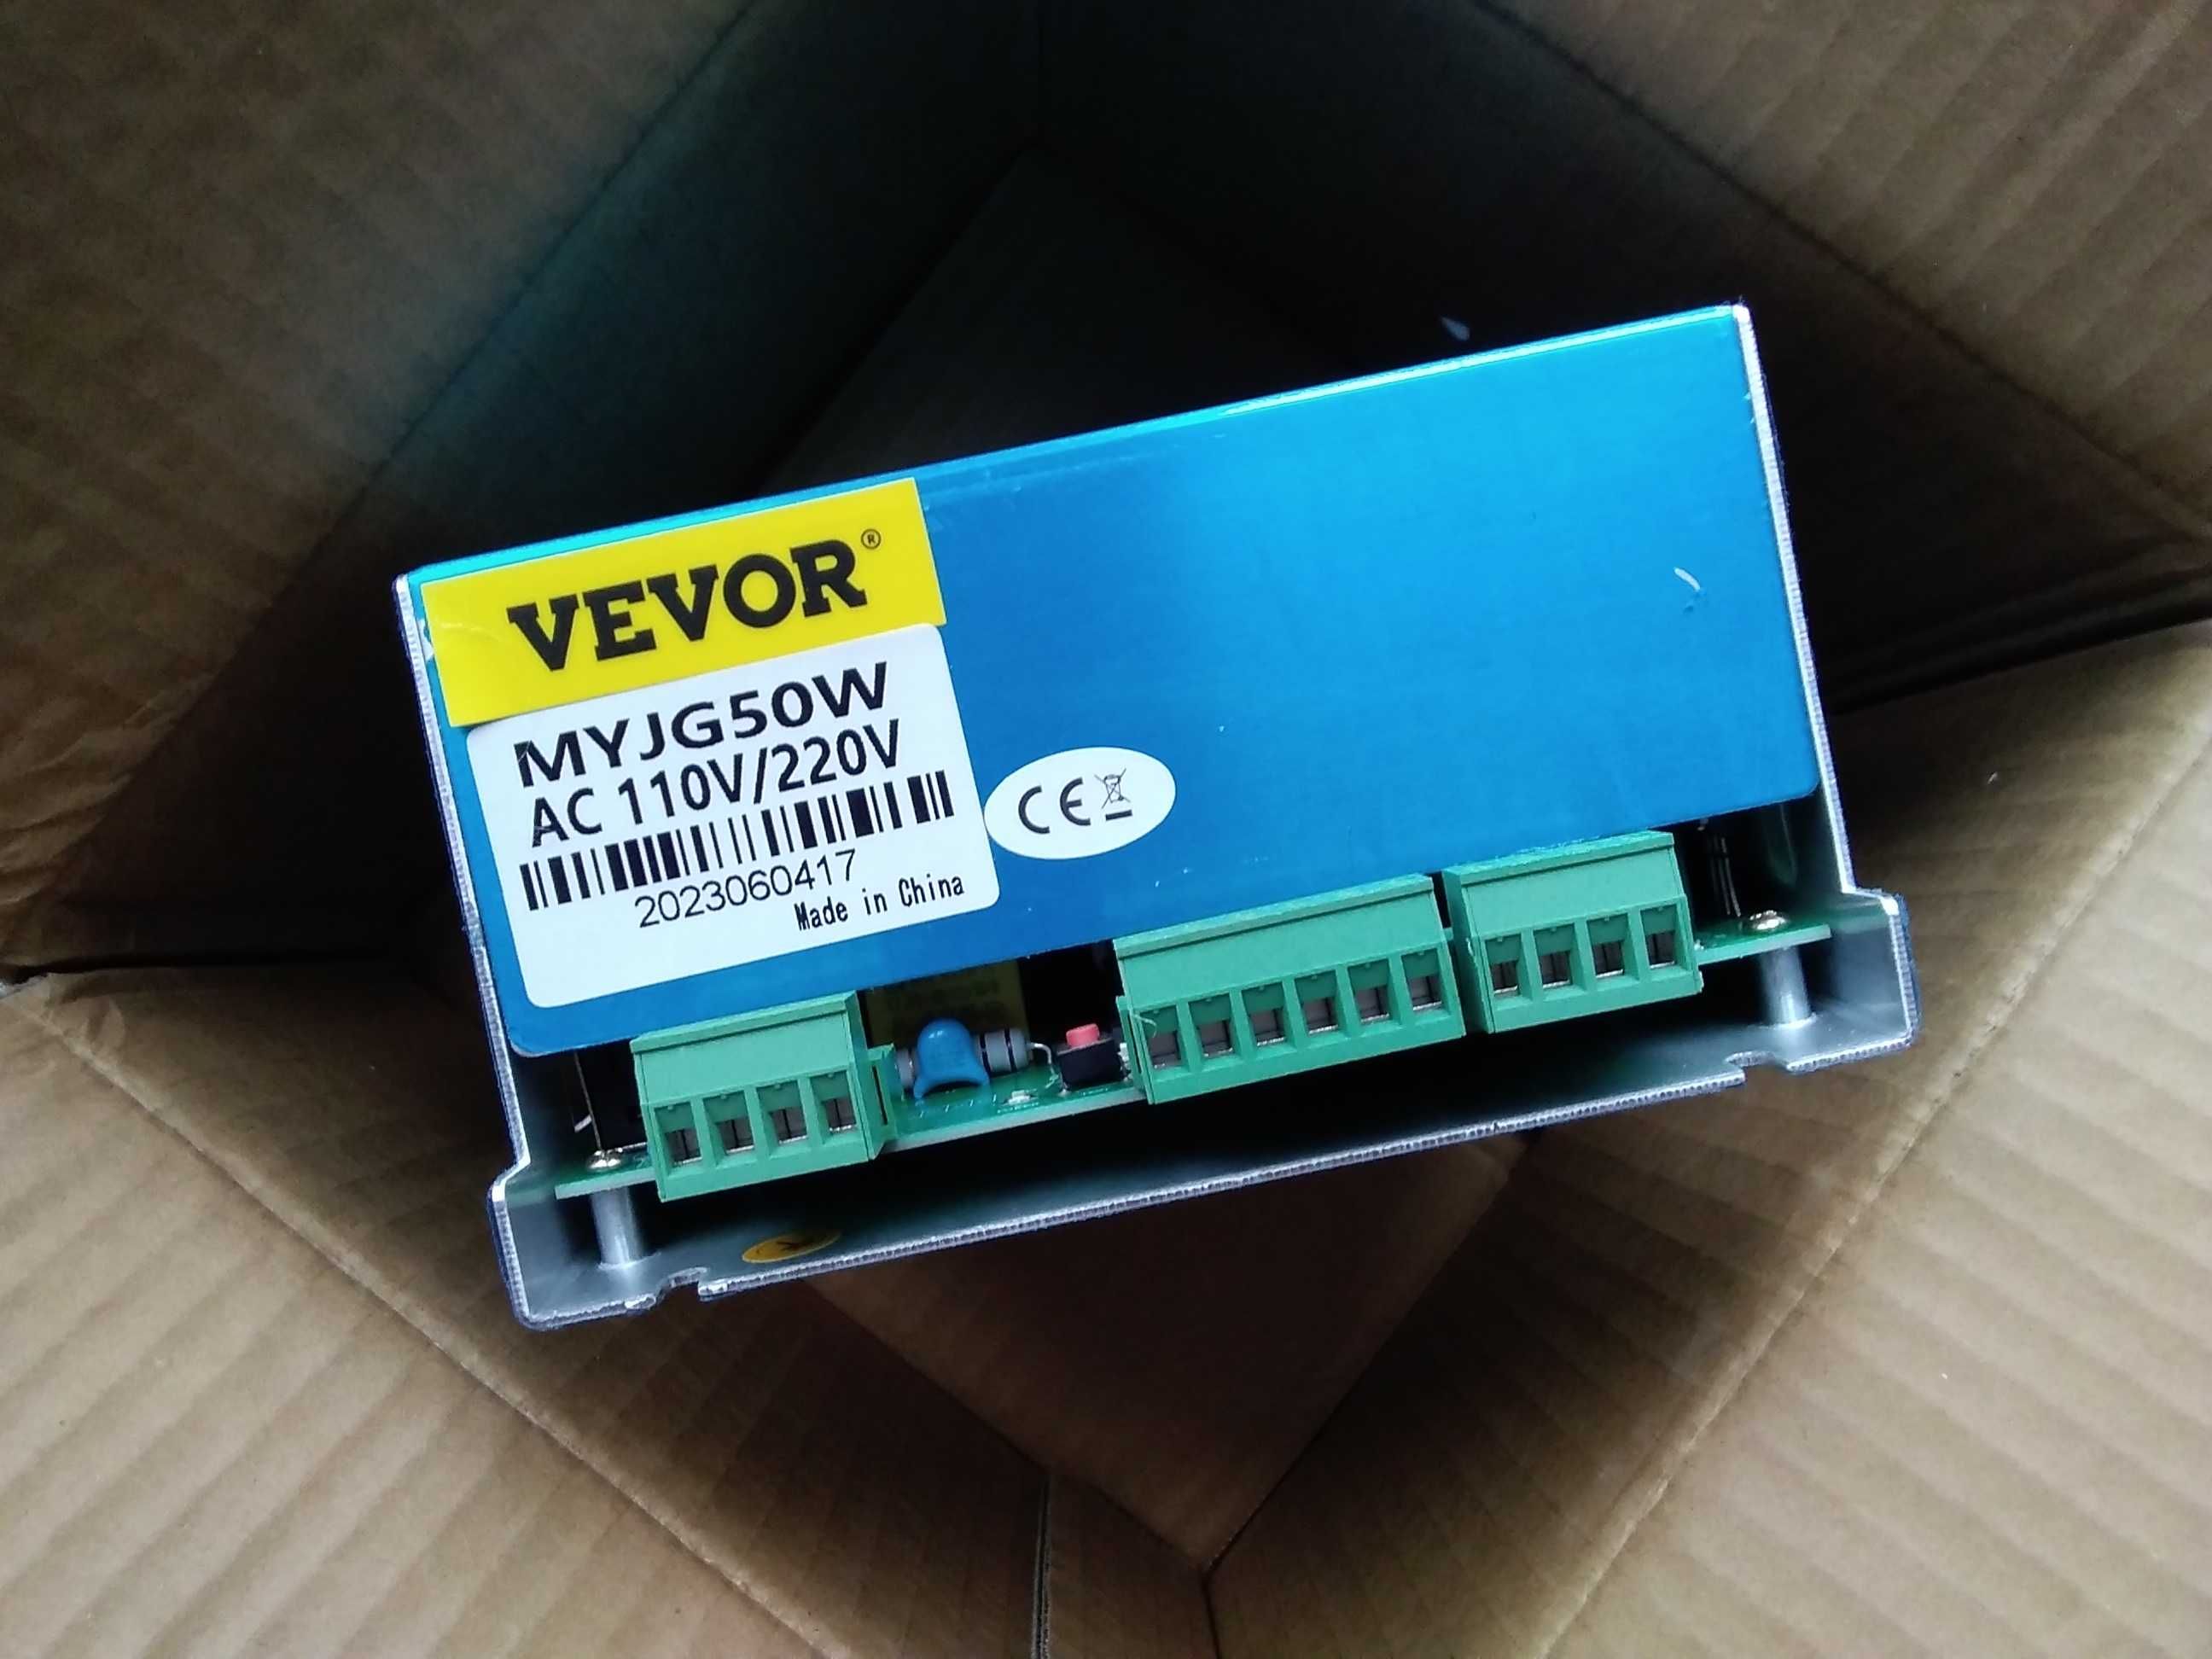 VEVOR®
MYJG50W
AC 110V/220V
2023060417
Made in China
CE